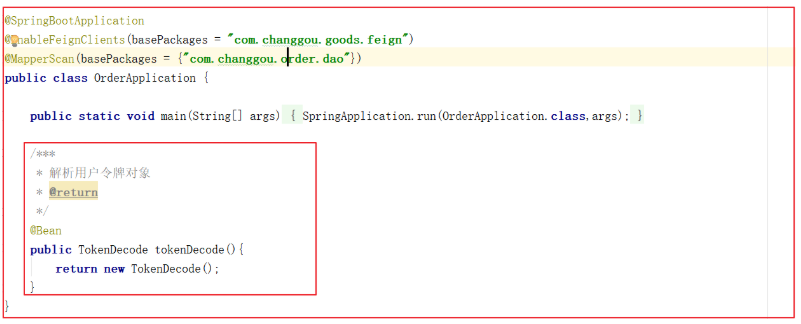 @SpringBootApplication
@EnableFeignClients(basePackages = "com.changgou.goods.feign")
@MapperScan(basePackages = {"com.changgou.order.dao"})
public class OrderApplication {
public static void main(String[] args) { SpringApplication.run(OrderApplication.class,args); }
/***
* 解析用户令牌对象
* @return
*/
@Bean
public TokenDecode tokenDecode(){
return new TokenDecode();
}
}